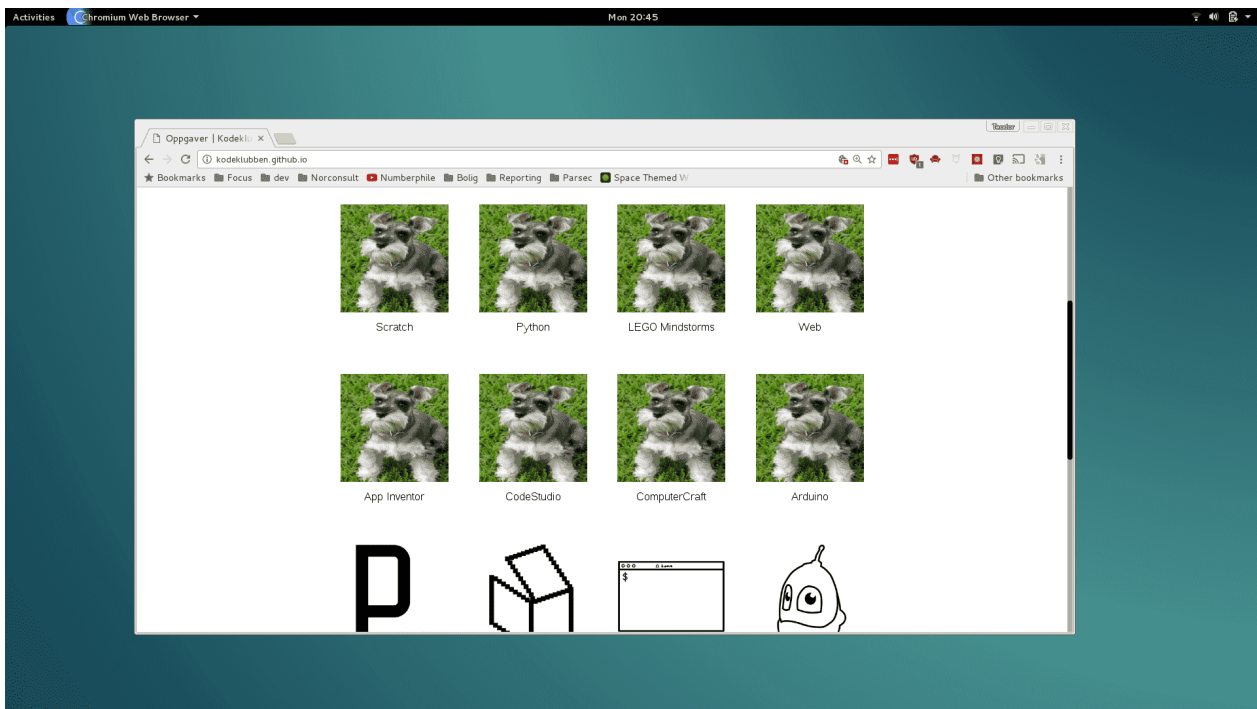 Activities Chromium Web Browser Mon 20:45
Oppgaver | Kodeklu
kodeklubben.github.io
Bookmarks Focus dev Norconsult Numberphile Bolig Reporting Parsec Space Themed W Other bookmarks
Scratch Python LEGO Mindstorms Web
App Inventor CodeStudio ComputerCraft Arduino
P
$